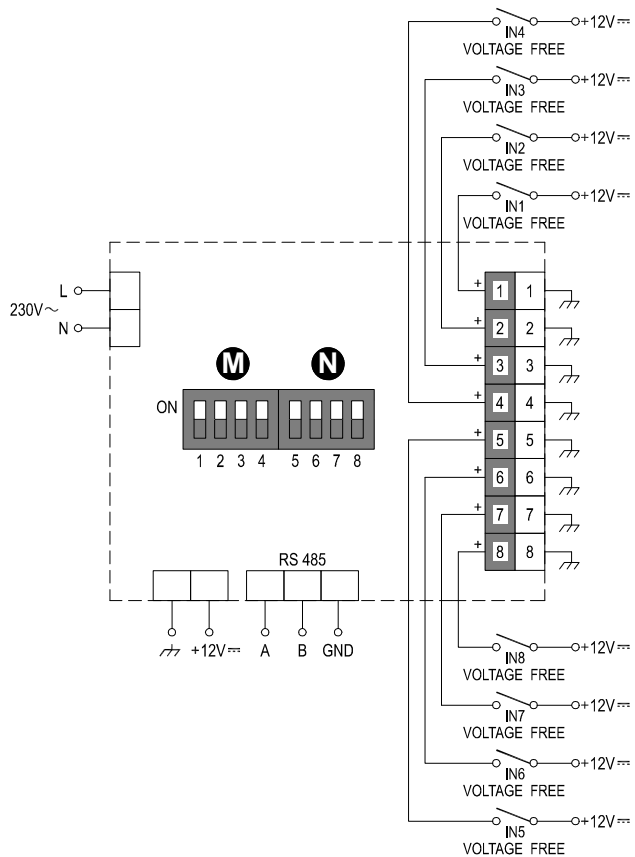 +12V⎓
IN4
VOLTAGE FREE
+12V⎓
IN3
VOLTAGE FREE
+12V⎓
IN2
VOLTAGE FREE
+12V⎓
IN1
VOLTAGE FREE
L
230V~
N
+ 1 1
+ 2 2
+ 3 3
+ 4 4
+ 5 5
+ 6 6
+ 7 7
+ 8 8
M N
ON
1 2 3 4 5 6 7 8
RS 485
+12V⎓ A B GND
+12V⎓
IN8
VOLTAGE FREE
+12V⎓
IN7
VOLTAGE FREE
+12V⎓
IN6
VOLTAGE FREE
+12V⎓
IN5
VOLTAGE FREE